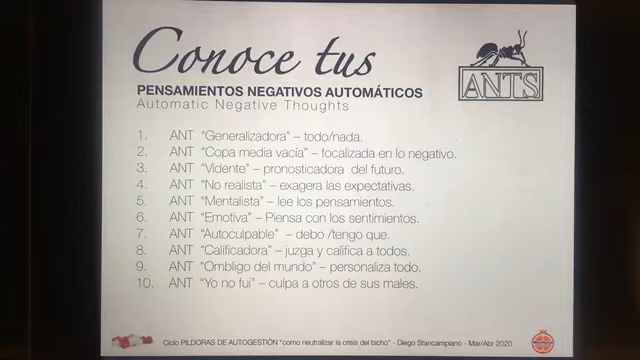 Conoce tus
ANTS
PENSAMIENTOS NEGATIVOS AUTOMÁTICOS
Automatic Negative Thoughts
1. ANT “Generalizadora” – todo/nada.
2. ANT “Copa media vacía” – focalizada en lo negativo.
3. ANT “Vidente” – pronosticadora del futuro.
4. ANT “No realista” – exagera las expectativas.
5. ANT “Mentalista” – lee los pensamientos.
6. ANT “Emotiva” – Piensa con los sentimientos.
7. ANT “Autoculpable” – debo /tengo que.
8. ANT “Calificadora” – juzga y califica a todos.
9. ANT “Ombligo del mundo” – personaliza todo.
10. ANT “Yo no fui” – culpa a otros de sus males.
Ciclo PILDORAS DE AUTOGESTIÓN “como neutralizar la crisis del bicho” - Diego Stancampiano - Mar/Abr 2020